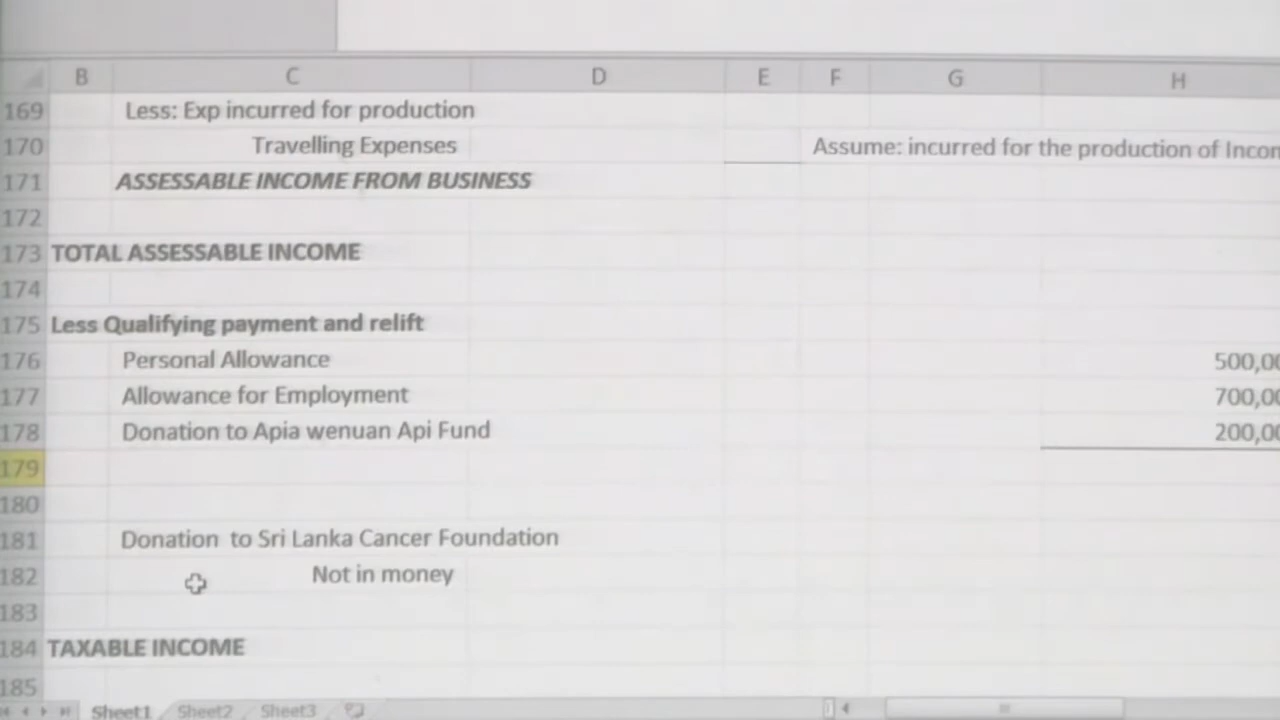 B C D E F G H
169 Less: Exp incurred for production
170 Travelling Expenses Assume: incurred for the production of Incon
171 ASSESSABLE INCOME FROM BUSINESS
172
173 TOTAL ASSESSABLE INCOME
174
175 Less Qualifying payment and relift
176 Personal Allowance 500,00
177 Allowance for Employment 700,00
178 Donation to Apia wenuan Api Fund 200,00
179
180
181 Donation to Sri Lanka Cancer Foundation
182 Not in money
183
184 TAXABLE INCOME
185
Sheet1 Sheet2 Sheet3